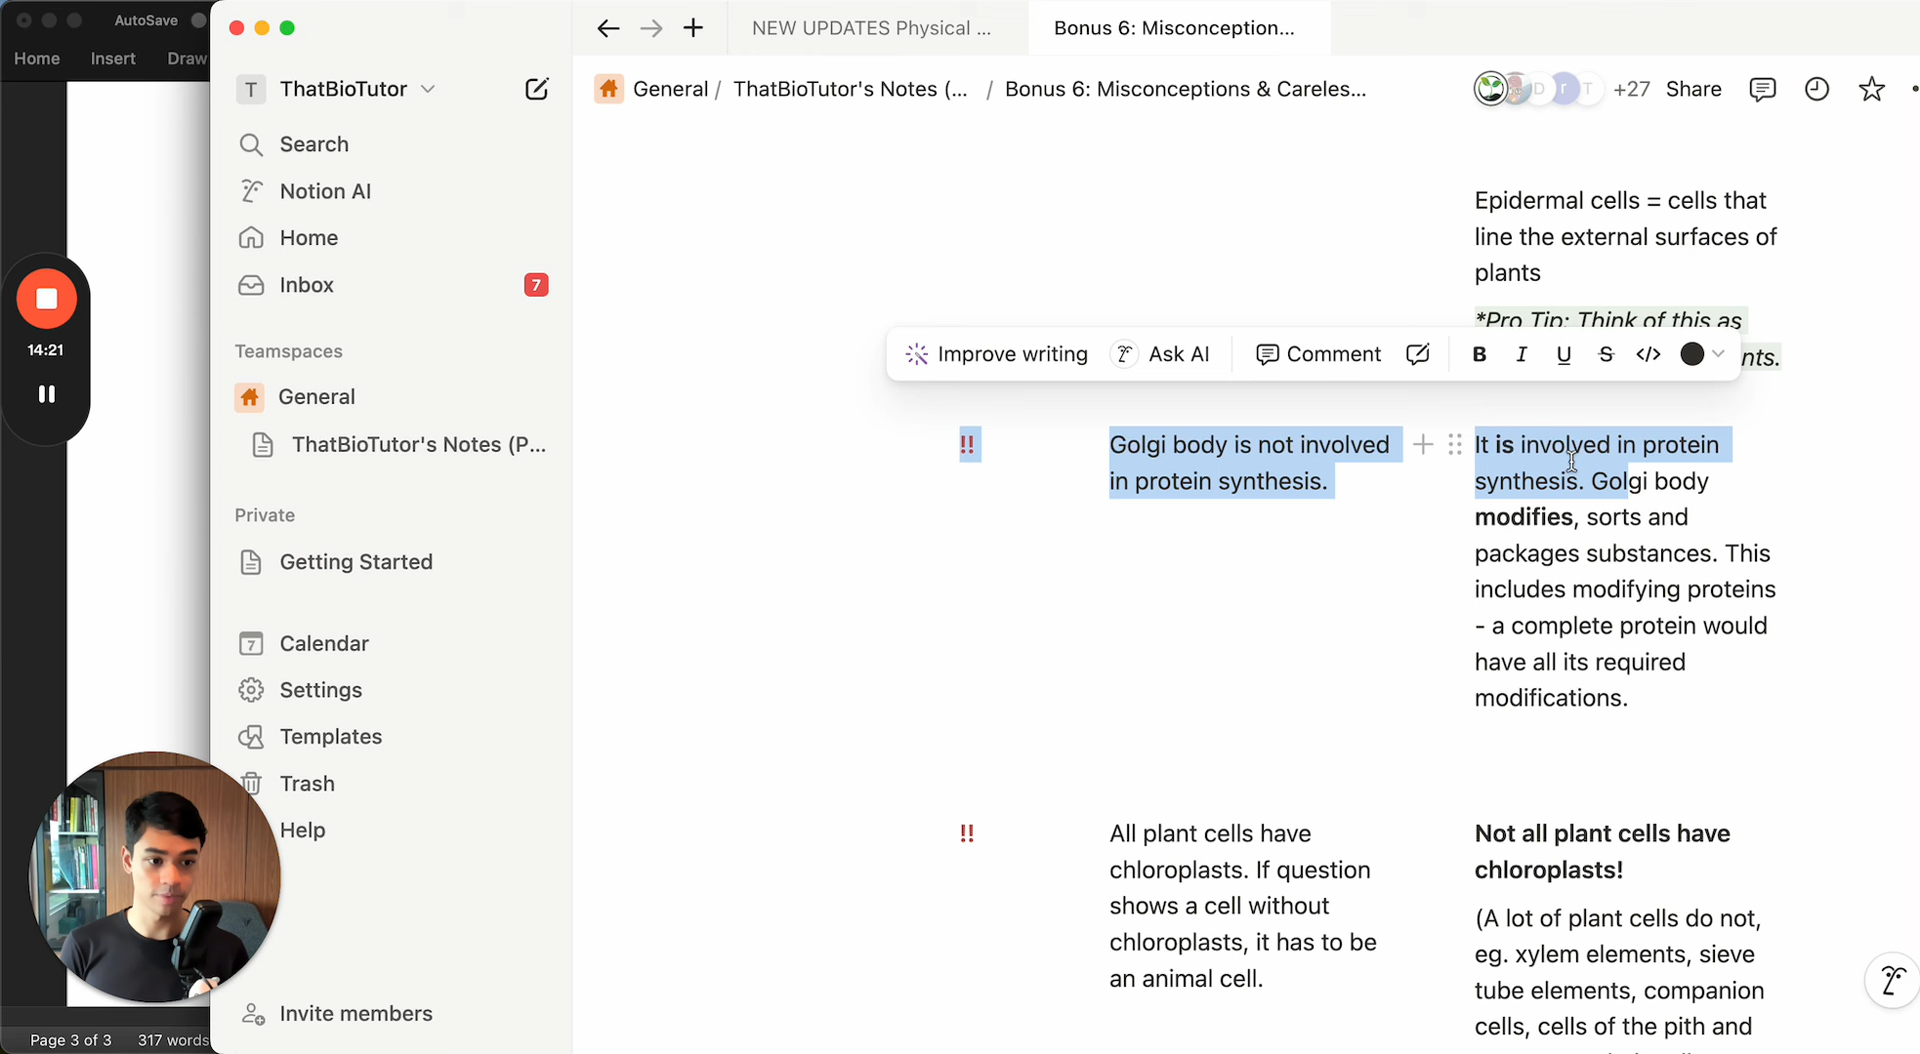 AutoSave
Home Insert Draw
14:21
Page 3 of 3 317 words
T ThatBioTutor
Search
Notion AI
Home
Inbox 7
Teamspaces
General
ThatBioTutor's Notes (P...
Private
Getting Started
7 Calendar
Settings
Templates
Trash
Help
Invite members
NEW UPDATES Physical ... Bonus 6: Misconception...
General / ThatBioTutor's Notes (... / Bonus 6: Misconceptions & Careles...
D r T +27 Share
Epidermal cells = cells that
line the external surfaces of
plants
*Pro Tip: Think of this as
nts.
Improve writing Ask AI Comment B I U S </>
!!
Golgi body is not involved
in protein synthesis.
It is involved in protein
synthesis. Golgi body
modifies, sorts and
packages substances. This
includes modifying proteins
- a complete protein would
have all its required
modifications.
!!
All plant cells have
chloroplasts. If question
shows a cell without
chloroplasts, it has to be
an animal cell.
Not all plant cells have
chloroplasts!
(A lot of plant cells do not,
eg. xylem elements, sieve
tube elements, companion
cells, cells of the pith and